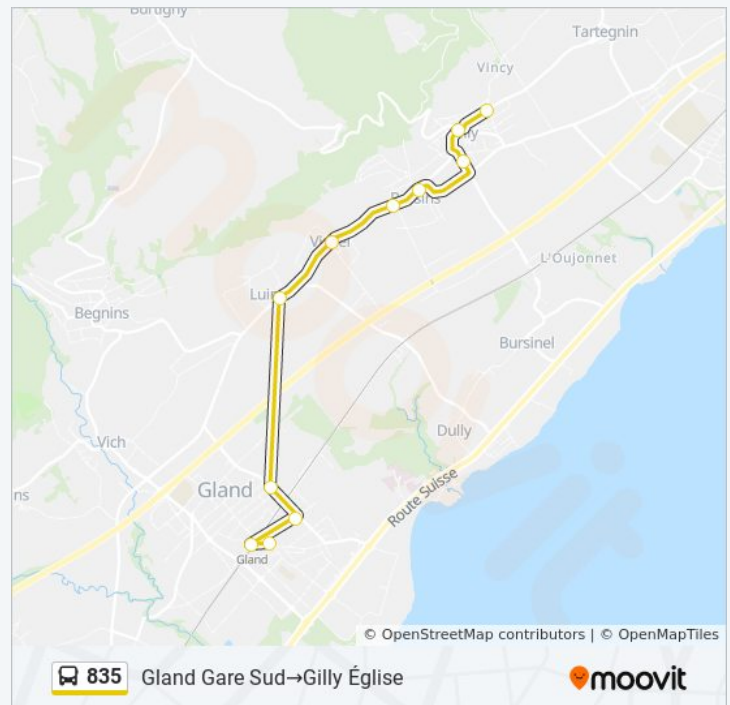 Burtigny
Tartegnin
Vincy
L'Oujonnet
Begnins
Bursinel
Dully
Vich
Gland
Route Suisse
Gland
© OpenStreetMap contributors | © OpenMapTiles
835 Gland Gare Sud→Gilly Église
moovit